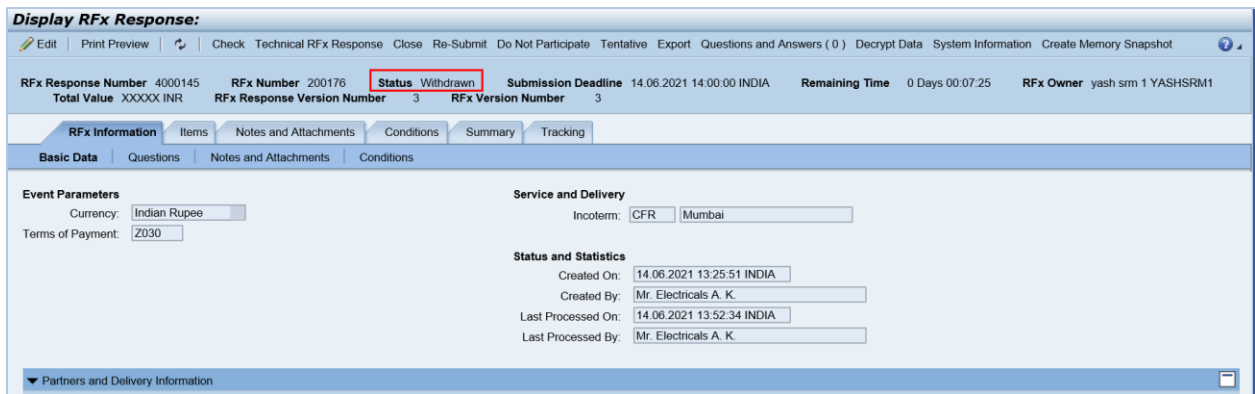 Display RFx Response:
Edit Print Preview Check Technical RFx Response Close Re-Submit Do Not Participate Tentative Export Questions and Answers ( 0 ) Decrypt Data System Information Create Memory Snapshot
RFx Response Number 4000145 RFx Number 200176 Status Withdrawn Submission Deadline 14.06.2021 14:00:00 INDIA Remaining Time 0 Days 00:07:25 RFx Owner yash srm 1 YASHSRM1
Total Value XXXXX INR RFx Response Version Number 3 RFx Version Number 3
RFx Information Items Notes and Attachments Conditions Summary Tracking
Basic Data Questions Notes and Attachments Conditions
Event Parameters Service and Delivery
Currency: Indian Rupee Incoterm: CFR Mumbai
Terms of Payment: Z030
Status and Statistics
Created On: 14.06.2021 13:25:51 INDIA
Created By: Mr. Electricals A. K.
Last Processed On: 14.06.2021 13:52:34 INDIA
Last Processed By: Mr. Electricals A. K.
Partners and Delivery Information